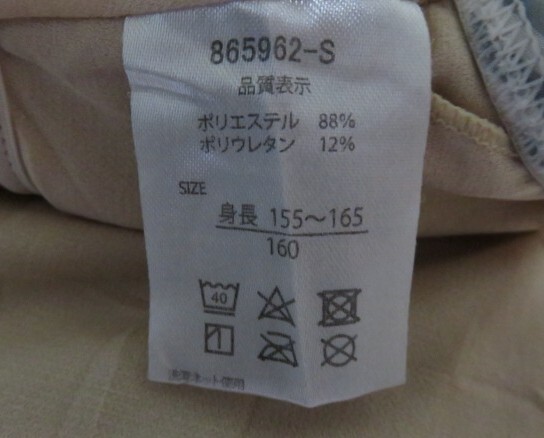 865962-S
品質表示
ポリエステル 88%
ポリウレタン 12%
SIZE
身長 155〜165
160
40
洗濯ネット使用